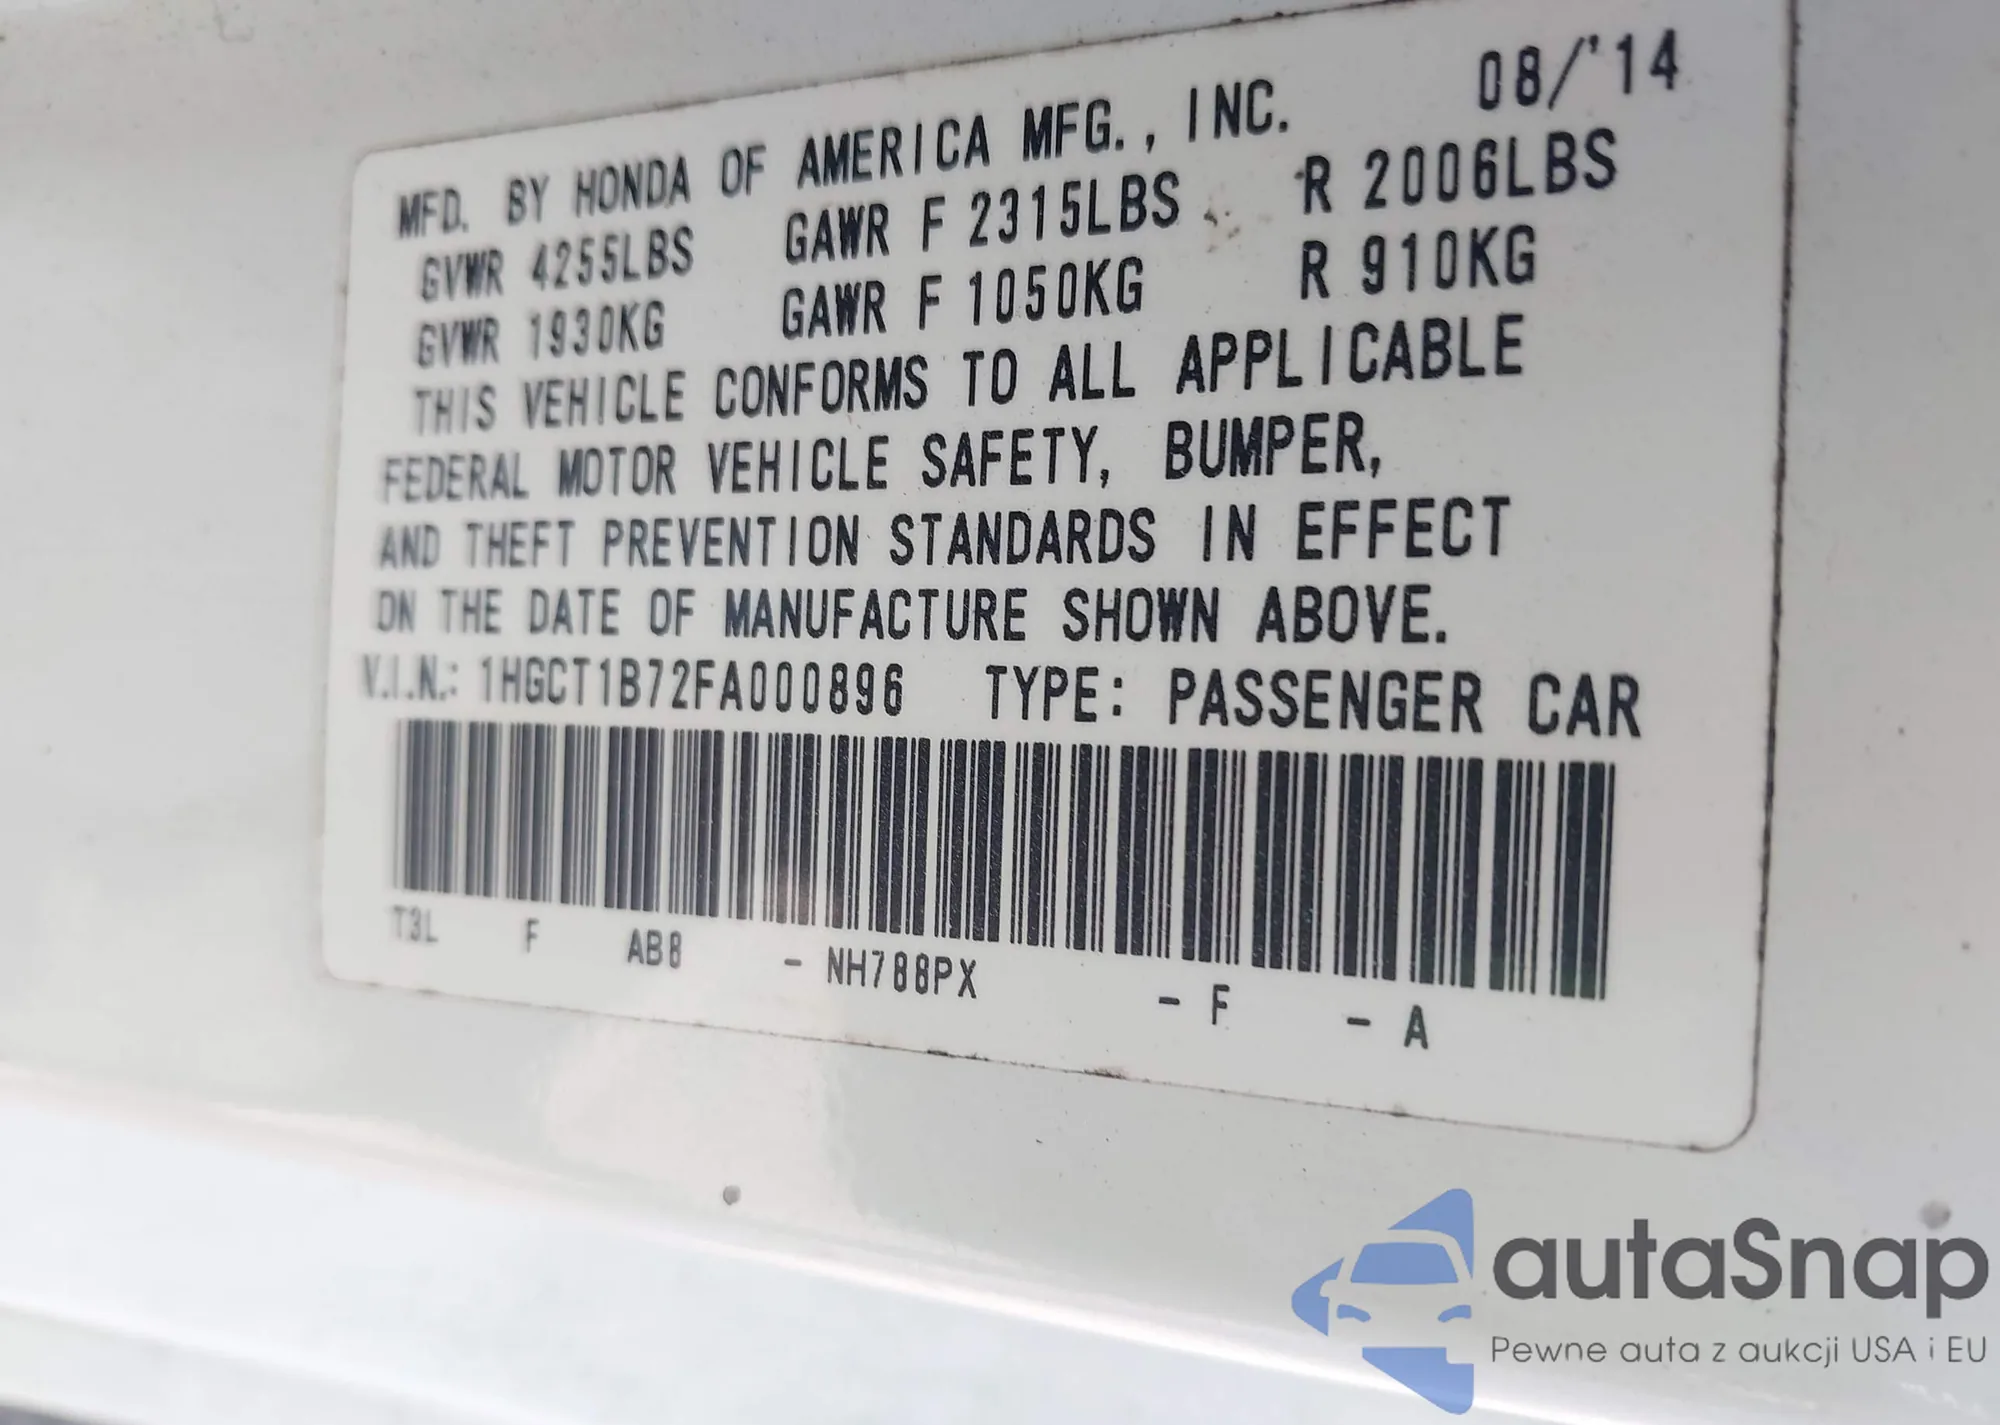 08/'14
MFD. BY HONDA OF AMERICA MFG., INC.
GVWR 4255LBS GAWR F 2315LBS R 2006LBS
GVWR 1930KG GAWR F 1050KG R 910KG
THIS VEHICLE CONFORMS TO ALL APPLICABLE
FEDERAL MOTOR VEHICLE SAFETY, BUMPER,
AND THEFT PREVENTION STANDARDS IN EFFECT
ON THE DATE OF MANUFACTURE SHOWN ABOVE.
V.I.N.: 1HGCT1B72FA000896 TYPE: PASSENGER CAR
T3L F AB8 - NH788PX - F - A
autaSnap
Pewne auta z aukcji USA i EU